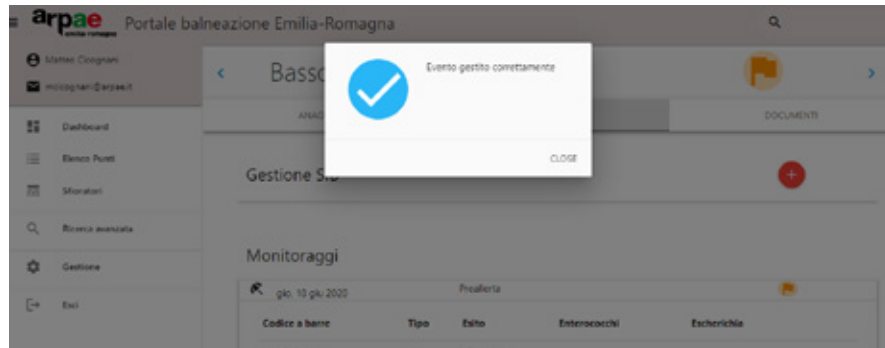 arpae
emilia-romagna
Portale balneazione Emilia-Romagna
Matteo Cicognani
mcicognani@arpae.it
Dashboard
Elenco Punti
Sfioratori
Ricerca avanzata
Gestione
Esci
Basso
Evento gestito correttamente
CLOSE
ANAG
DOCUMENTI
Gestione
Monitoraggi
gio, 10 giu 2020
Preallerta
Codice a barre Tipo Esito Enterococchi Escherichia